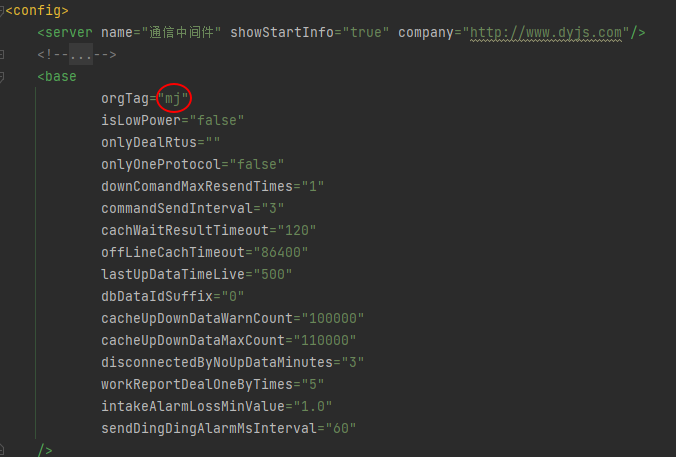 <config>
<server name="通信中间件" showStartInfo="true" company="http://www.dyjs.com"/>
<!--...-->
<base
orgTag="mj"
isLowPower="false"
onlyDealRtus=""
onlyOneProtocol="false"
downComandMaxResendTimes="1"
commandSendInterval="3"
cachWaitResultTimeout="120"
offLineCachTimeout="86400"
lastUpDataTimeLive="500"
dbDataIdSuffix="0"
cacheUpDownDataWarnCount="100000"
cacheUpDownDataMaxCount="110000"
disconnectedByNoUpDataMinutes="3"
workReportDealOneByTimes="5"
intakeAlarmLossMinValue="1.0"
sendDingDingAlarmMsInterval="60"
/>